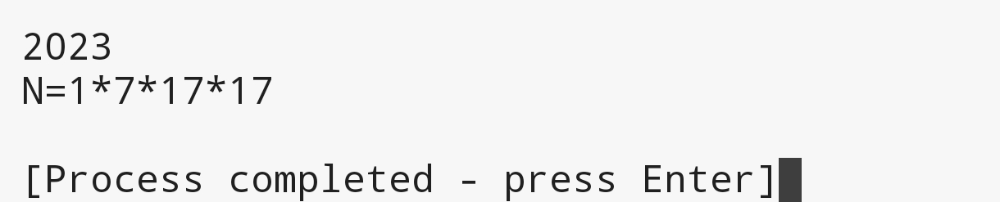 2023
N=1*7*17*17
[Process completed - press Enter]